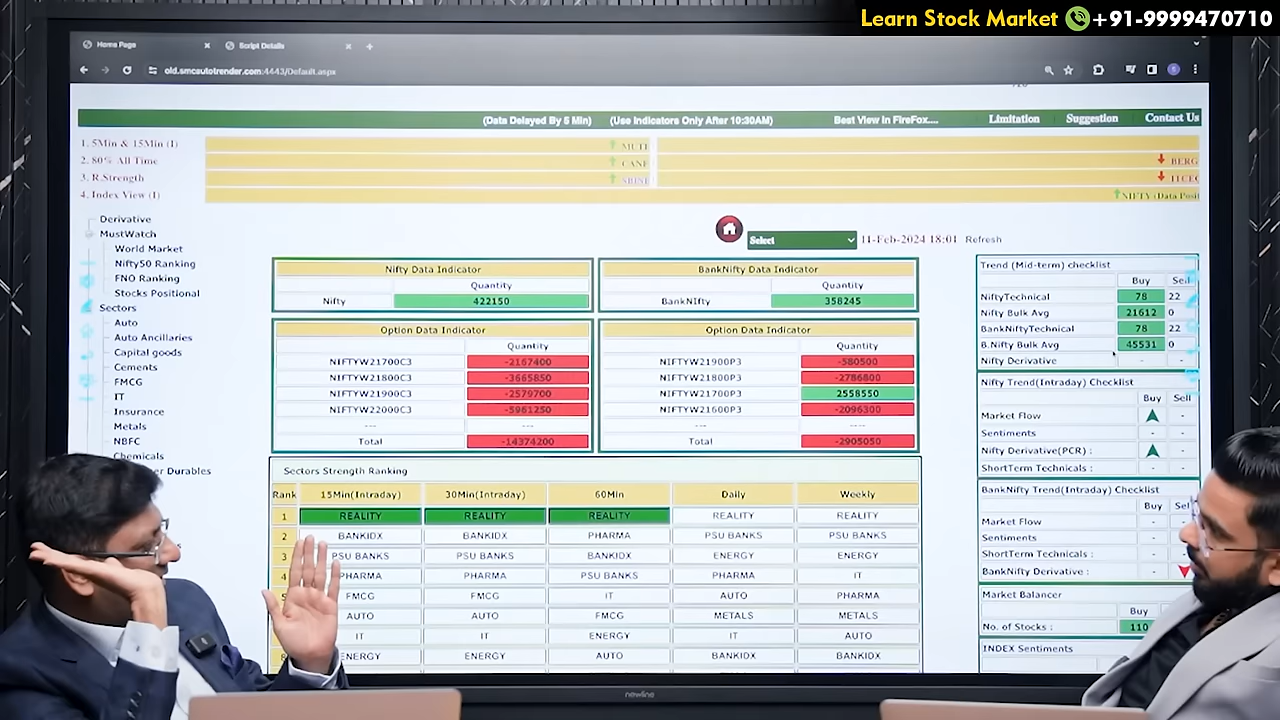 Learn Stock Market +91-9999470710
Home Page
Script Details
old.smcautotrender.com:4443/Default.aspx
(Data Delayed By 5 Min) (Use Indicators Only After 10:30AM) Best View In FireFox.... Limitation Suggestion Contact Us
1. 5Min & 15Min (I)
2. 80% All Time
3. R.Strength
4. Index View (I)
BERG
NIFTY (Data Posit
Derivative
MustWatch
World Market
Nifty50 Ranking
FNO Ranking
Stocks Positional
Sectors
Auto
Auto Ancillaries
Capital goods
Cements
FMCG
IT
Insurance
Metals
NBFC
Chemicals
er Durables
Select 11-Feb-2024 18:01 Refresh
Nifty Data Indicator
Quantity
Nifty 422150
BankNifty Data Indicator
Quantity
BankNIfty 358245
Option Data Indicator
Quantity
NIFTYW21700C3 -2167400
NIFTYW21800C3 -3665850
NIFTYW21900C3 -2579700
NIFTYW22000C3 -5961250
--- ---
Total -14374200
Option Data Indicator
Quantity
NIFTYW21900P3 -580500
NIFTYW21800P3 -2786800
NIFTYW21700P3 2558550
NIFTYW21600P3 -2096300
--- ---
Total -2905050
Sectors Strength Ranking
Rank 15Min(Intraday) 30Min(Intraday) 60Min Daily Weekly
1 REALITY REALITY REALITY REALITY REALITY
2 BANKIDX BANKIDX PHARMA PSU BANKS PSU BANKS
3 PSU BANKS PSU BANKS BANKIDX ENERGY ENERGY
4 PHARMA PHARMA PSU BANKS PHARMA IT
FMCG FMCG IT AUTO PHARMA
AUTO AUTO FMCG METALS METALS
IT IT ENERGY IT AUTO
ENERGY ENERGY AUTO BANKIDX BANKIDX
Trend (Mid-term) checklist
Buy Sell
NiftyTechnical 78 22
Nifty Bulk Avg 21612 0
BankNiftyTechnical 78 22
B.Nifty Bulk Avg 45531 0
Nifty Derivative - -
Nifty Trend(Intraday) Checklist
Buy Sell
Market Flow -
Sentiments - -
Nifty Derivative(PCR) : -
ShortTerm Technicals : - -
BankNifty Trend(Intraday) Checklist
Buy Sel
Market Flow - -
Sentiments - -
ShortTerm Technicals : - -
BankNifty Derivative : -
Market Balancer
Buy
No. of Stocks : 110
INDEX Sentiments
newline